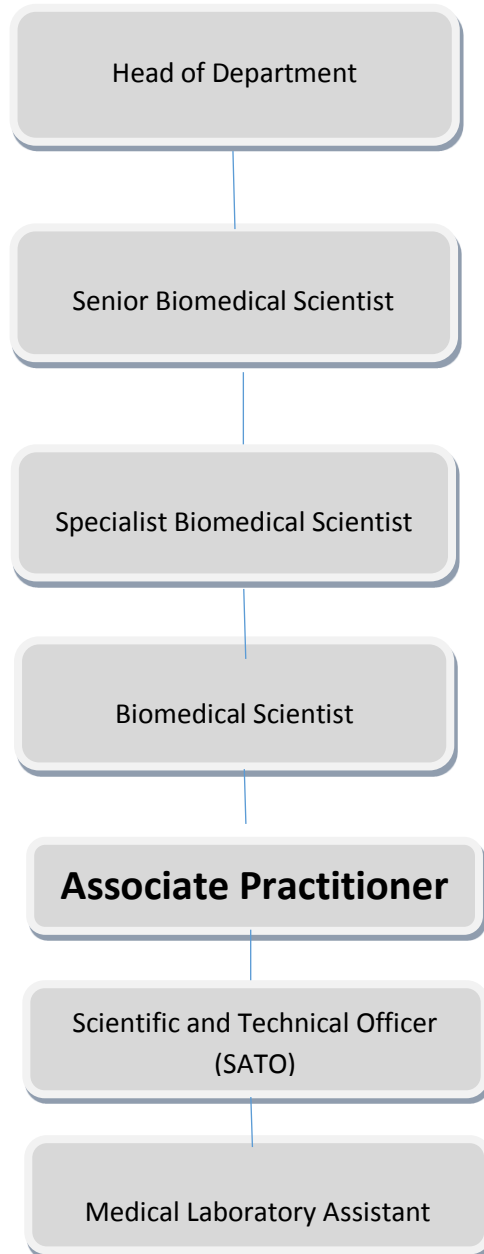 Head of Department
Senior Biomedical Scientist
Specialist Biomedical Scientist
Biomedical Scientist
Associate Practitioner
Scientific and Technical Officer
(SATO)
Medical Laboratory Assistant